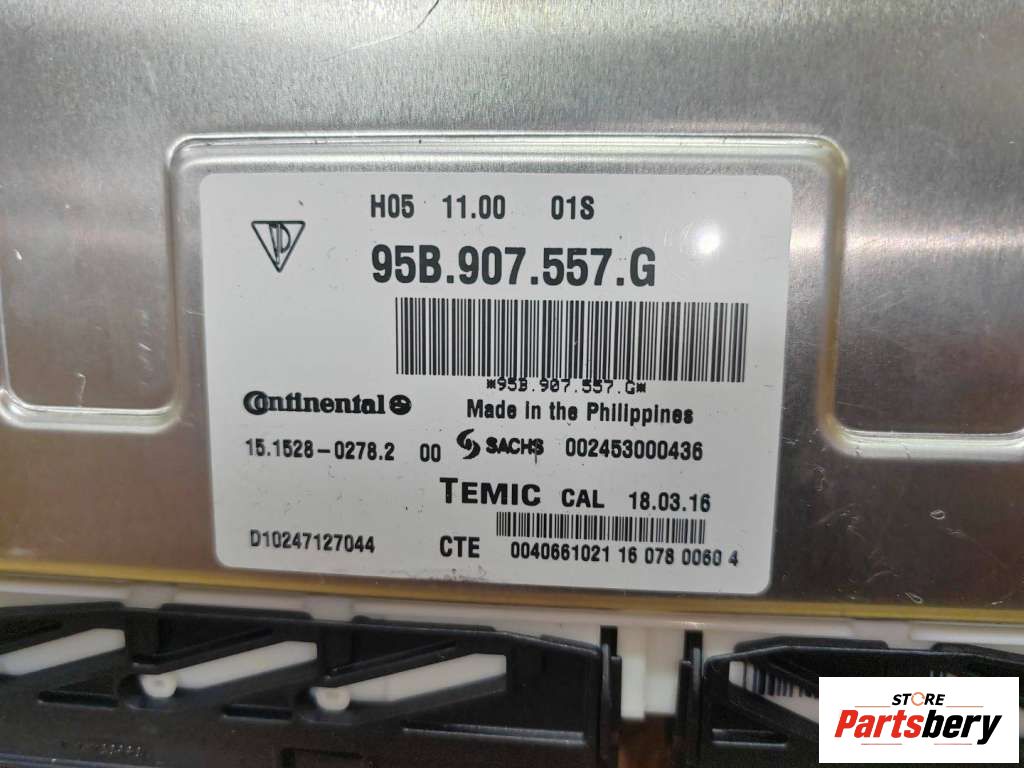 H05 11.00 01S
95B.907.557.G
*95B.907.557.G*
Continental
Made in the Philippines
15.1528-0278.2 00 SACHS 002453000436
TEMIC CAL 18.03.16
D10247127044 CTE 0040661021 16 078 0060 4
STORE
Partsbery